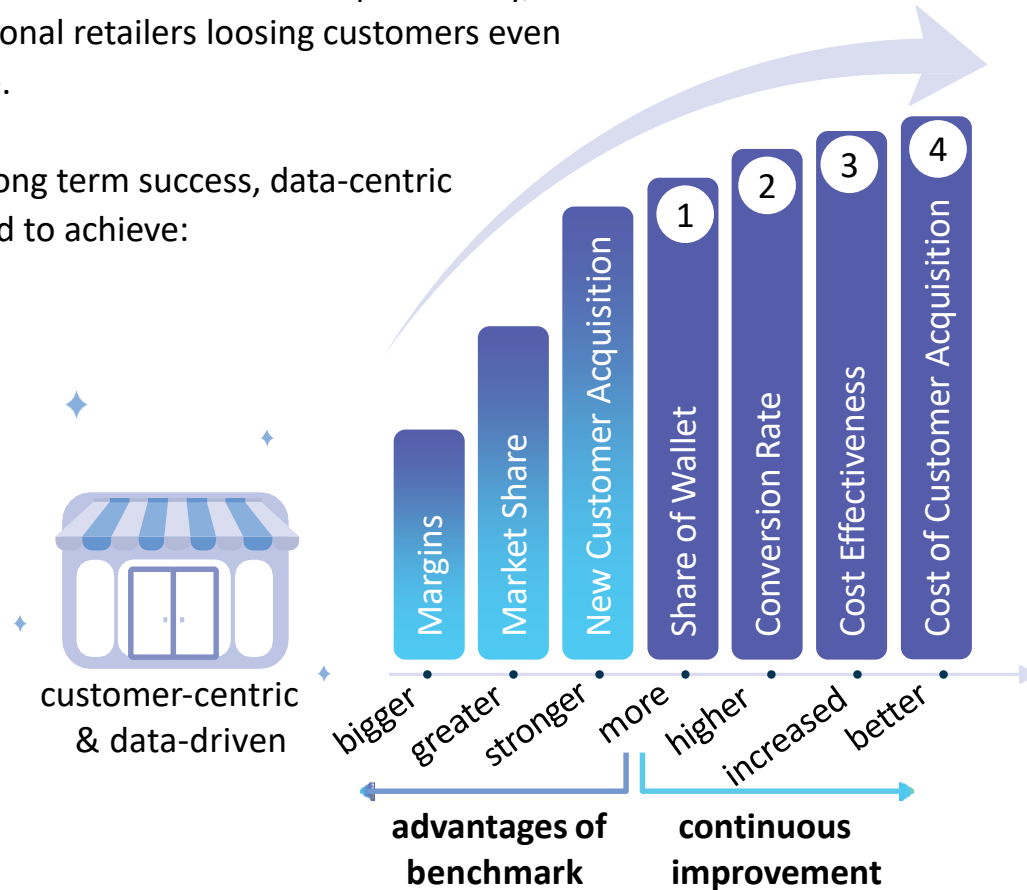 onal retailers loosing customers even
ong term success, data-centric
d to achieve:
1
2
3
4
Margins
Market Share
New Customer Acquisition
Share of Wallet
Conversion Rate
Cost Effectiveness
Cost of Customer Acquisition
customer-centric
& data-driven
bigger
greater
stronger
more
higher
increased
better
advantages of
benchmark
continuous
improvement